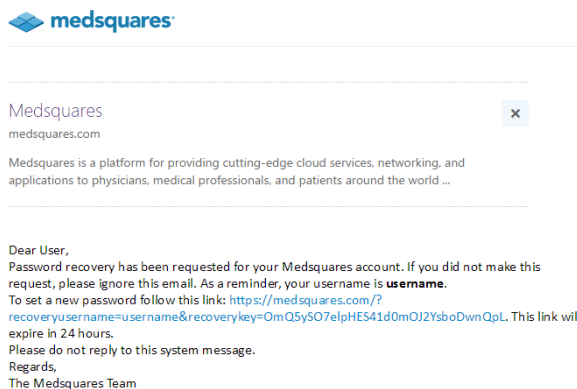 medsquares
Medsquares
medsquares.com
Medsquares is a platform for providing cutting-edge cloud services, networking, and
applications to physicians, medical professionals, and patients around the world ...
Dear User,
Password recovery has been requested for your Medsquares account. If you did not make this
request, please ignore this email. As a reminder, your username is username.
To set a new password follow this link: https://medsquares.com/?
recoveryusername=username&recoverykey=OmQ5ySO7elpHES41d0mOJ2YsboDwnQpL. This link will
expire in 24 hours.
Please do not reply to this system message.
Regards,
The Medsquares Team